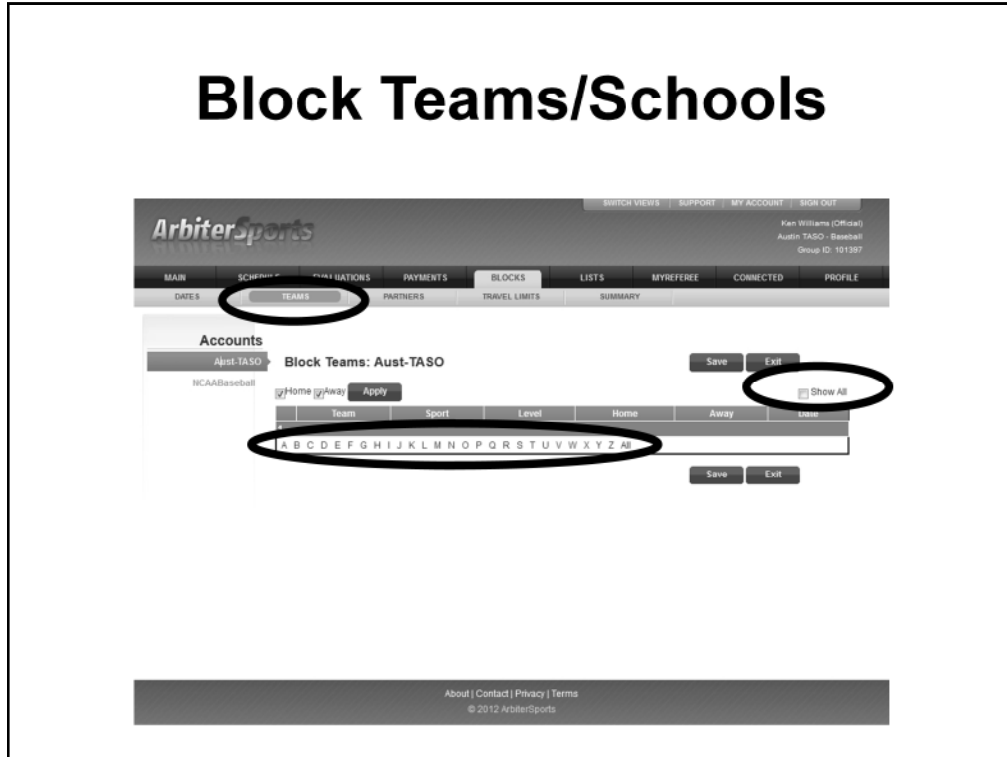 Block Teams/Schools
SWITCH VIEWS | SUPPORT | MY ACCOUNT | SIGN OUT
ArbiterSports
Ken Williams (Official)
Austin TASO - Baseball
Group ID: 101397
MAIN SCHEDULE EVALUATIONS PAYMENTS BLOCKS LISTS MYREFEREE CONNECTED PROFILE
DATES TEAMS PARTNERS TRAVEL LIMITS SUMMARY
Accounts
Aust-TASO
NCAABaseball
Block Teams: Aust-TASO
Save Exit
Home Away Apply
Show All
Team Sport Level Home Away Date
A B C D E F G H I J K L M N O P Q R S T U V W X Y Z All
Save Exit
About | Contact | Privacy | Terms
© 2012 ArbiterSports